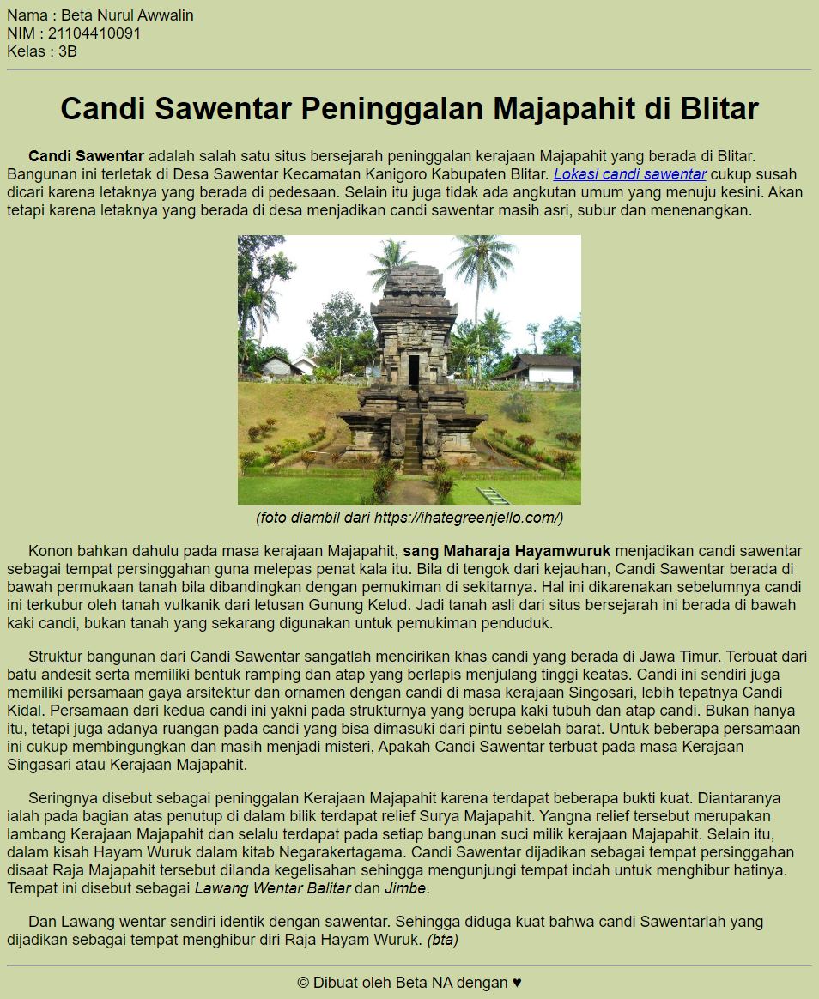 Nama : Beta Nurul Awwalin
NIM : 21104410091
Kelas : 3B
Candi Sawentar Peninggalan Majapahit di Blitar
Candi Sawentar adalah salah satu situs bersejarah peninggalan kerajaan Majapahit yang berada di Blitar.
Bangunan ini terletak di Desa Sawentar Kecamatan Kanigoro Kabupaten Blitar. Lokasi candi sawentar cukup susah
dicari karena letaknya yang berada di pedesaan. Selain itu juga tidak ada angkutan umum yang menuju kesini. Akan
tetapi karena letaknya yang berada di desa menjadikan candi sawentar masih asri, subur dan menenangkan.
(foto diambil dari https://ihategreenjello.com/)
Konon bahkan dahulu pada masa kerajaan Majapahit, sang Maharaja Hayamwuruk menjadikan candi sawentar
sebagai tempat persinggahan guna melepas penat kala itu. Bila di tengok dari kejauhan, Candi Sawentar berada di
bawah permukaan tanah bila dibandingkan dengan pemukiman di sekitarnya. Hal ini dikarenakan sebelumnya candi
ini terkubur oleh tanah vulkanik dari letusan Gunung Kelud. Jadi tanah asli dari situs bersejarah ini berada di bawah
kaki candi, bukan tanah yang sekarang digunakan untuk pemukiman penduduk.
Struktur bangunan dari Candi Sawentar sangatlah mencirikan khas candi yang berada di Jawa Timur. Terbuat dari
batu andesit serta memiliki bentuk ramping dan atap yang berlapis menjulang tinggi keatas. Candi ini sendiri juga
memiliki persamaan gaya arsitektur dan ornamen dengan candi di masa kerajaan Singosari, lebih tepatnya Candi
Kidal. Persamaan dari kedua candi ini yakni pada strukturnya yang berupa kaki tubuh dan atap candi. Bukan hanya
itu, tetapi juga adanya ruangan pada candi yang bisa dimasuki dari pintu sebelah barat. Untuk beberapa persamaan
ini cukup membingungkan dan masih menjadi misteri, Apakah Candi Sawentar terbuat pada masa Kerajaan
Singasari atau Kerajaan Majapahit.
Seringnya disebut sebagai peninggalan Kerajaan Majapahit karena terdapat beberapa bukti kuat. Diantaranya
ialah pada bagian atas penutup di dalam bilik terdapat relief Surya Majapahit. Yangna relief tersebut merupakan
lambang Kerajaan Majapahit dan selalu terdapat pada setiap bangunan suci milik kerajaan Majapahit. Selain itu,
dalam kisah Hayam Wuruk dalam kitab Negarakertagama. Candi Sawentar dijadikan sebagai tempat persinggahan
disaat Raja Majapahit tersebut dilanda kegelisahan sehingga mengunjungi tempat indah untuk menghibur hatinya.
Tempat ini disebut sebagai Lawang Wentar Balitar dan Jimbe.
Dan Lawang wentar sendiri identik dengan sawentar. Sehingga diduga kuat bahwa candi Sawentarlah yang
dijadikan sebagai tempat menghibur diri Raja Hayam Wuruk. (bta)
© Dibuat oleh Beta NA dengan ♥